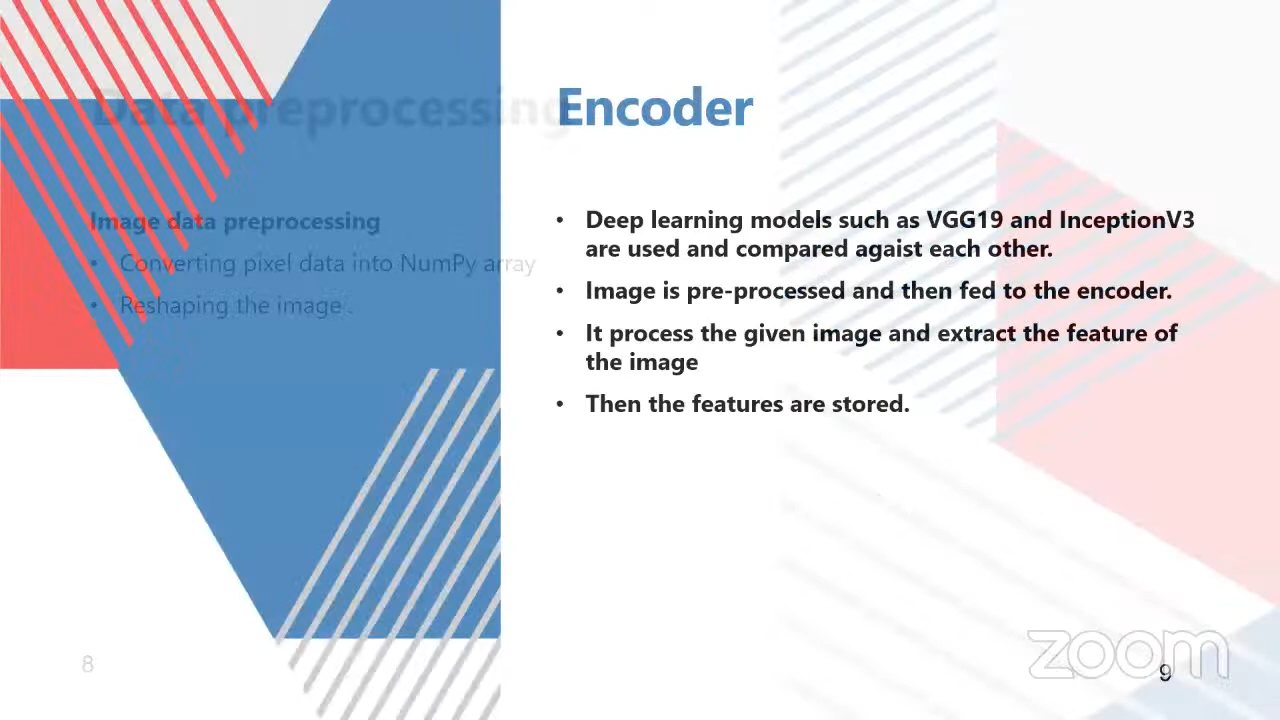 Data preprocessing
Image data preprocessing
• Converting pixel data into NumPy array
• Reshaping the image .
8
Encoder
• Deep learning models such as VGG19 and InceptionV3
are used and compared agaist each other.
• Image is pre-processed and then fed to the encoder.
• It process the given image and extract the feature of
the image
• Then the features are stored.
zoom
9